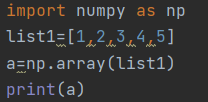 import numpy as np
list1=[1,2,3,4,5]
a=np.array(list1)
print(a)